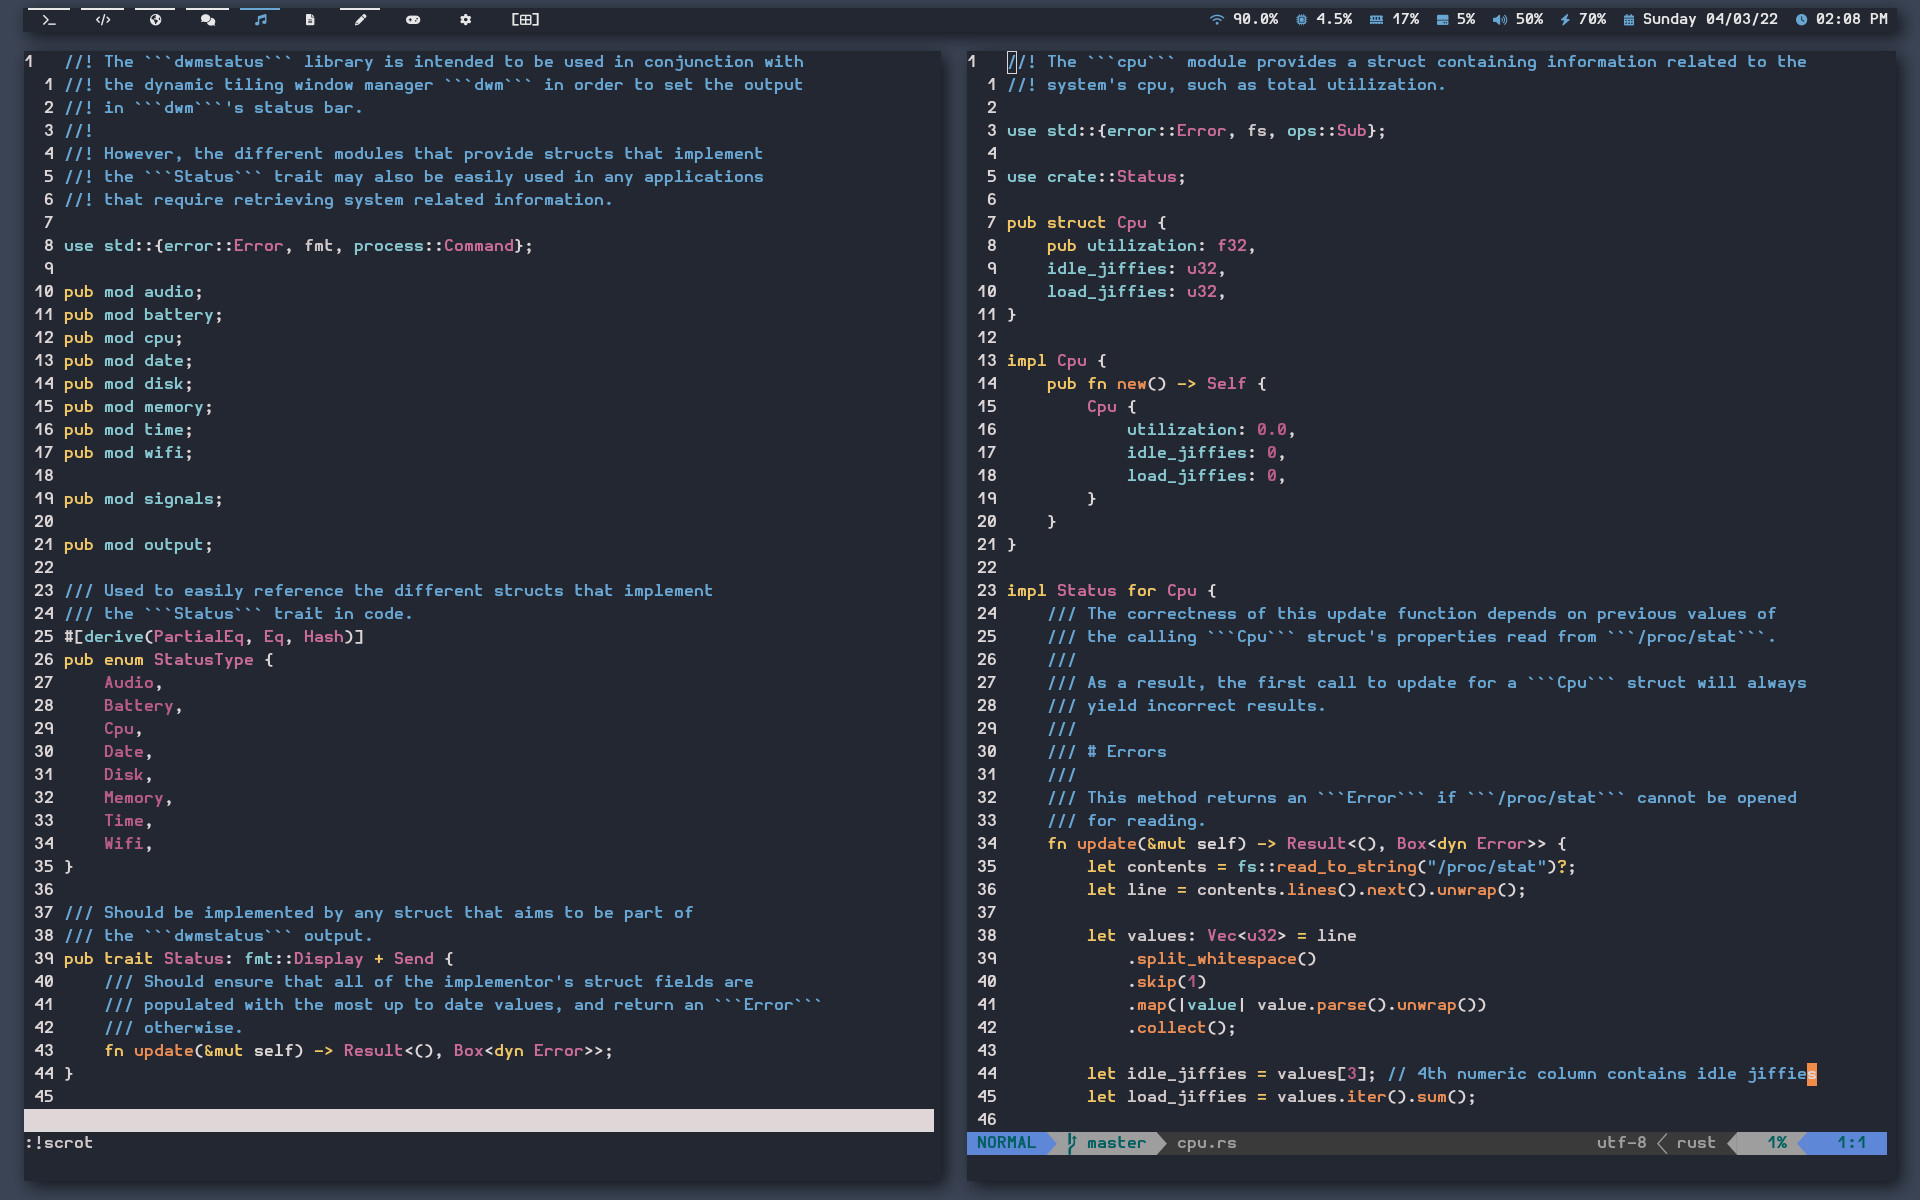 >_ </> [⊞] 90.0% 4.5% 17% 5% 50% 70% Sunday 04/03/22 02:08 PM
1   //! The ```dwmstatus``` library is intended to be used in conjunction with
  1 //! the dynamic tiling window manager ```dwm``` in order to set the output
  2 //! in ```dwm```'s status bar.
  3 //!
  4 //! However, the different modules that provide structs that implement
  5 //! the ```Status``` trait may also be easily used in any applications
  6 //! that require retrieving system related information.
  7
  8 use std::{error::Error, fmt, process::Command};
  9
 10 pub mod audio;
 11 pub mod battery;
 12 pub mod cpu;
 13 pub mod date;
 14 pub mod disk;
 15 pub mod memory;
 16 pub mod time;
 17 pub mod wifi;
 18
 19 pub mod signals;
 20
 21 pub mod output;
 22
 23 /// Used to easily reference the different structs that implement
 24 /// the ```Status``` trait in code.
 25 #[derive(PartialEq, Eq, Hash)]
 26 pub enum StatusType {
 27     Audio,
 28     Battery,
 29     Cpu,
 30     Date,
 31     Disk,
 32     Memory,
 33     Time,
 34     Wifi,
 35 }
 36
 37 /// Should be implemented by any struct that aims to be part of
 38 /// the ```dwmstatus``` output.
 39 pub trait Status: fmt::Display + Send {
 40     /// Should ensure that all of the implementor's struct fields are
 41     /// populated with the most up to date values, and return an ```Error```
 42     /// otherwise.
 43     fn update(&mut self) -> Result<(), Box<dyn Error>>;
 44 }
 45
:!scrot
1   //! The ```cpu``` module provides a struct containing information related to the
  1 //! system's cpu, such as total utilization.
  2
  3 use std::{error::Error, fs, ops::Sub};
  4
  5 use crate::Status;
  6
  7 pub struct Cpu {
  8     pub utilization: f32,
  9     idle_jiffies: u32,
 10     load_jiffies: u32,
 11 }
 12
 13 impl Cpu {
 14     pub fn new() -> Self {
 15         Cpu {
 16             utilization: 0.0,
 17             idle_jiffies: 0,
 18             load_jiffies: 0,
 19         }
 20     }
 21 }
 22
 23 impl Status for Cpu {
 24     /// The correctness of this update function depends on previous values of
 25     /// the calling ```Cpu``` struct's properties read from ```/proc/stat```.
 26     ///
 27     /// As a result, the first call to update for a ```Cpu``` struct will always
 28     /// yield incorrect results.
 29     ///
 30     /// # Errors
 31     ///
 32     /// This method returns an ```Error``` if ```/proc/stat``` cannot be opened
 33     /// for reading.
 34     fn update(&mut self) -> Result<(), Box<dyn Error>> {
 35         let contents = fs::read_to_string("/proc/stat")?;
 36         let line = contents.lines().next().unwrap();
 37
 38         let values: Vec<u32> = line
 39             .split_whitespace()
 40             .skip(1)
 41             .map(|value| value.parse().unwrap())
 42             .collect();
 43
 44         let idle_jiffies = values[3]; // 4th numeric column contains idle jiffies
 45         let load_jiffies = values.iter().sum();
 46
NORMAL master cpu.rs utf-8 rust 1% 1:1